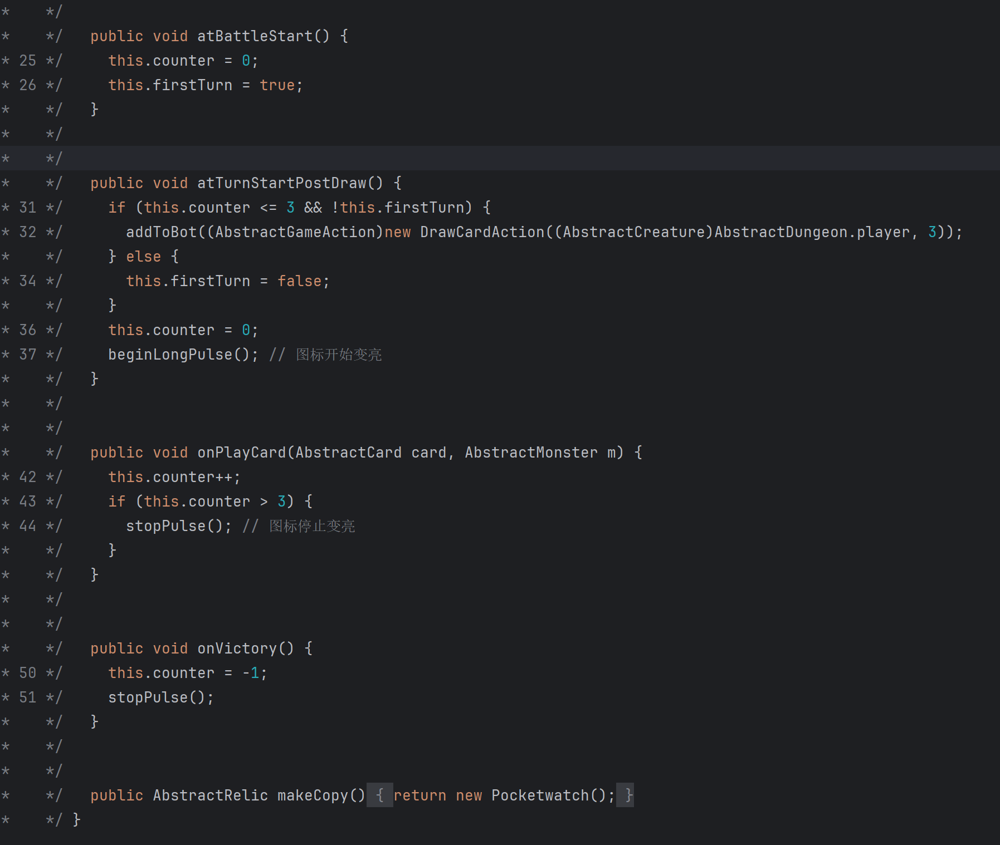 *    */
*    */   public void atBattleStart() {
* 25 */     this.counter = 0;
* 26 */     this.firstTurn = true;
*    */   }
*    */
*    */
*    */   public void atTurnStartPostDraw() {
* 31 */     if (this.counter <= 3 && !this.firstTurn) {
* 32 */       addToBot((AbstractGameAction)new DrawCardAction((AbstractCreature)AbstractDungeon.player, 3));
*    */     } else {
* 34 */       this.firstTurn = false;
*    */     }
* 36 */     this.counter = 0;
* 37 */     beginLongPulse(); // 图标开始变亮
*    */   }
*    */
*    */
*    */   public void onPlayCard(AbstractCard card, AbstractMonster m) {
* 42 */     this.counter++;
* 43 */     if (this.counter > 3) {
* 44 */       stopPulse(); // 图标停止变亮
*    */     }
*    */   }
*    */
*    */
*    */   public void onVictory() {
* 50 */     this.counter = -1;
* 51 */     stopPulse();
*    */   }
*    */
*    */
*    */   public AbstractRelic makeCopy() { return new Pocketwatch(); }
*    */ }